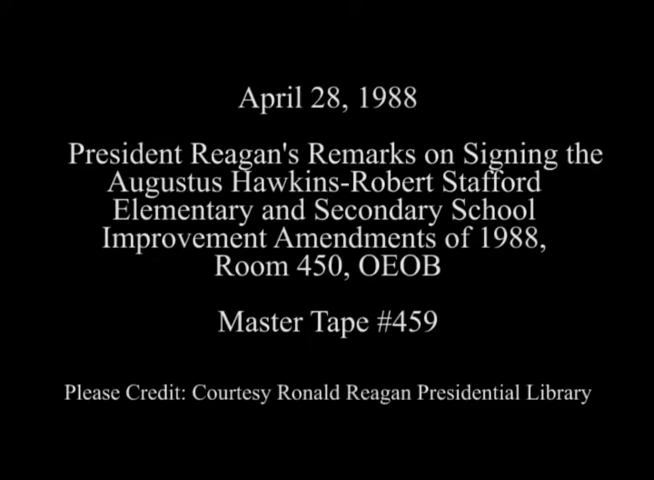 April 28, 1988
President Reagan's Remarks on Signing the
Augustus Hawkins-Robert Stafford
Elementary and Secondary School
Improvement Amendments of 1988,
Room 450, OEOB
Master Tape #459
Please Credit: Courtesy Ronald Reagan Presidential Library